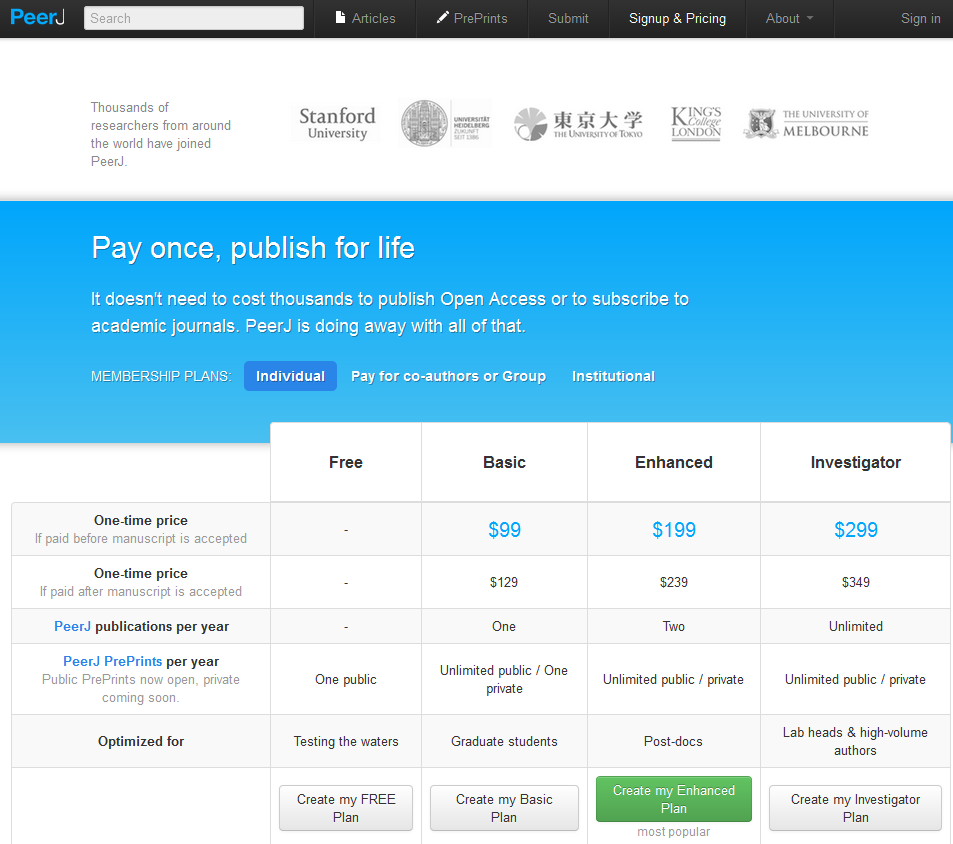 PeerJ Search Articles PrePrints Submit Signup & Pricing About Sign in
Thousands of
researchers from around
the world have joined
PeerJ.
Stanford
University
UNIVERSITÄT
HEIDELBERG
ZUKUNFT
SEIT 1386
東京大学
THE UNIVERSITY OF TOKYO
KING'S
College
LONDON
THE UNIVERSITY OF
MELBOURNE
Pay once, publish for life
It doesn't need to cost thousands to publish Open Access or to subscribe to
academic journals. PeerJ is doing away with all of that.
MEMBERSHIP PLANS: Individual Pay for co-authors or Group Institutional
Free Basic Enhanced Investigator
One-time price
If paid before manuscript is accepted
- $99 $199 $299
One-time price
If paid after manuscript is accepted
- $129 $239 $349
PeerJ publications per year - One Two Unlimited
PeerJ PrePrints per year
Public PrePrints now open, private
coming soon.
One public
Unlimited public / One
private
Unlimited public / private
Unlimited public / private
Optimized for
Testing the waters
Graduate students
Post-docs
Lab heads & high-volume
authors
Create my FREE
Plan
Create my Basic
Plan
Create my Enhanced
Plan
most popular
Create my Investigator
Plan